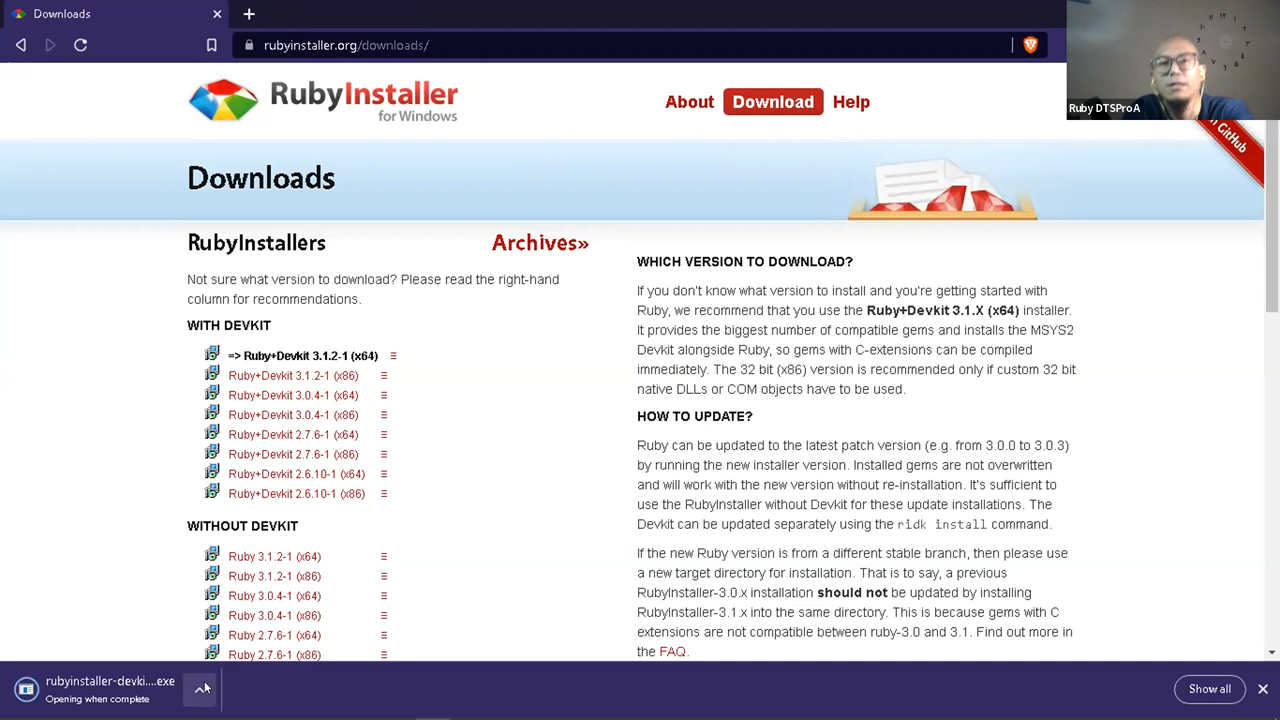 Downloads
rubyinstaller.org/downloads/
Ruby DTSPro A
RubyInstaller
for Windows
About
Download
Help
GitHub
Downloads
RubyInstallers
Archives»
Not sure what version to download? Please read the right-hand
column for recommendations.
WITH DEVKIT
=> Ruby+Devkit 3.1.2-1 (x64)
Ruby+Devkit 3.1.2-1 (x86)
Ruby+Devkit 3.0.4-1 (x64)
Ruby+Devkit 3.0.4-1 (x86)
Ruby+Devkit 2.7.6-1 (x64)
Ruby+Devkit 2.7.6-1 (x86)
Ruby+Devkit 2.6.10-1 (x64)
Ruby+Devkit 2.6.10-1 (x86)
WITHOUT DEVKIT
Ruby 3.1.2-1 (x64)
Ruby 3.1.2-1 (x86)
Ruby 3.0.4-1 (x64)
Ruby 3.0.4-1 (x86)
Ruby 2.7.6-1 (x64)
Ruby 2.7.6-1 (x86)
WHICH VERSION TO DOWNLOAD?
If you don't know what version to install and you're getting started with
Ruby, we recommend that you use the Ruby+Devkit 3.1.X (x64) installer.
It provides the biggest number of compatible gems and installs the MSYS2
Devkit alongside Ruby, so gems with C-extensions can be compiled
immediately. The 32 bit (x86) version is recommended only if custom 32 bit
native DLLs or COM objects have to be used.
HOW TO UPDATE?
Ruby can be updated to the latest patch version (e.g. from 3.0.0 to 3.0.3)
by running the new installer version. Installed gems are not overwritten
and will work with the new version without re-installation. It's sufficient to
use the RubyInstaller without Devkit for these update installations. The
Devkit can be updated separately using the ridk install command.
If the new Ruby version is from a different stable branch, then please use
a new target directory for installation. That is to say, a previous
RubyInstaller-3.0.x installation should not be updated by installing
RubyInstaller-3.1.x into the same directory. This is because gems with C
extensions are not compatible between ruby-3.0 and 3.1. Find out more in
the FAQ.
rubyinstaller-devki....exe
Opening when complete
Show all